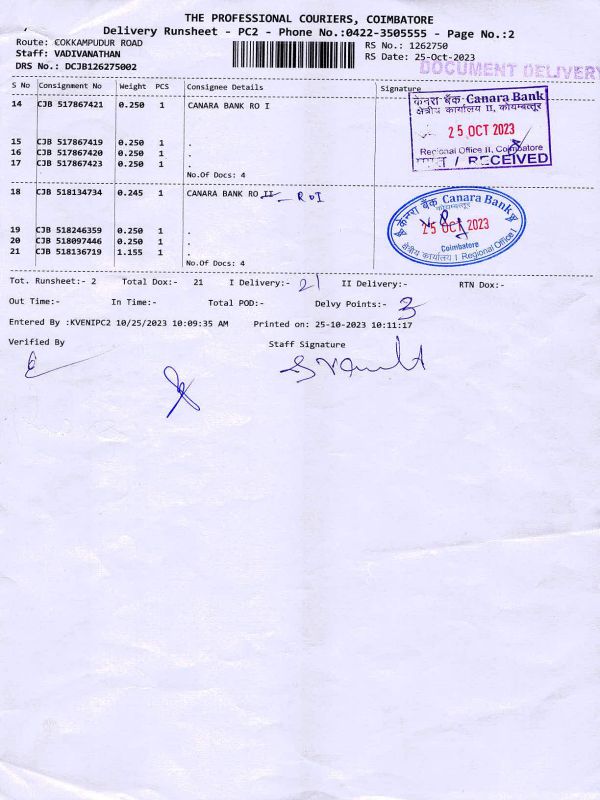 THE PROFESSIONAL COURIERS, COIMBATORE
Delivery Runsheet - PC2 - Phone No.:0422-3505555 - Page No.:2
Route: COKKAMPUDUR ROAD
RS No.: 1262750
Staff: VADIVANATHAN
RS Date: 25-Oct-2023
DRS No.: DCJB126275002
DOCUMENT DELIVERY
S No Consignment No Weight PCS Consignee Details Signature
14 CJB 517867421 0.250 1 CANARA BANK RO I
केनरा बैंक Canara Bank
क्षेत्रीय कार्यालय II, कोयम्बत्तूर
25 OCT 2023
Regional Office II, Coimbatore
/ RECEIVED
15 CJB 517867419 0.250 1 .
16 CJB 517867420 0.250 1 .
17 CJB 517867423 0.250 1 .
No.Of Docs: 4
18 CJB 518134734 0.245 1 CANARA BANK RO II ROI
केनरा बैंक Canara Bank
कोयम्बत्तूर
25 OCT 2023
Coimbatore
क्षेत्रीय कार्यालय I Regional Office I
19 CJB 518246359 0.250 1 .
20 CJB 518097446 0.250 1 .
21 CJB 518136719 1.155 1 .
No.Of Docs: 4
Tot. Runsheet:- 2 Total Dox:- 21 I Delivery:- 21 II Delivery:- RTN Dox:-
Out Time:- In Time:- Total POD:- Delvy Points:- 3
Entered By :KVENIPC2 10/25/2023 10:09:35 AM Printed on: 25-10-2023 10:11:17
Verified By Staff Signature